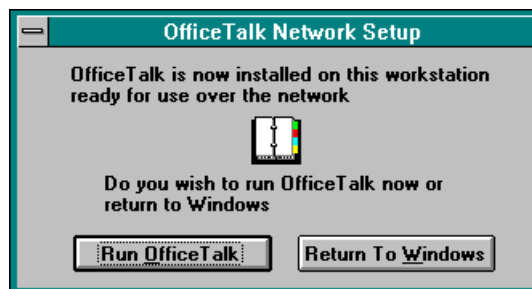 OfficeTalk Network Setup
OfficeTalk is now installed on this workstation
ready for use over the network
Do you wish to run OfficeTalk now or
return to Windows
Run OfficeTalk Return To Windows